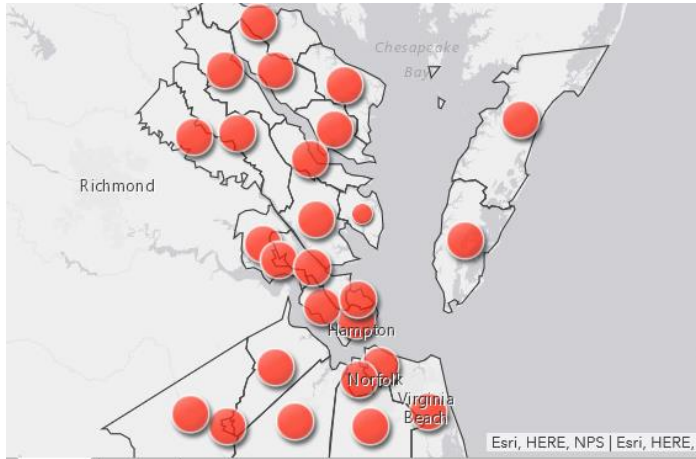 Chesapeake
Bay
Richmond
Hampton
Norfolk
Virginia
Beach
Esri, HERE, NPS | Esri, HERE,